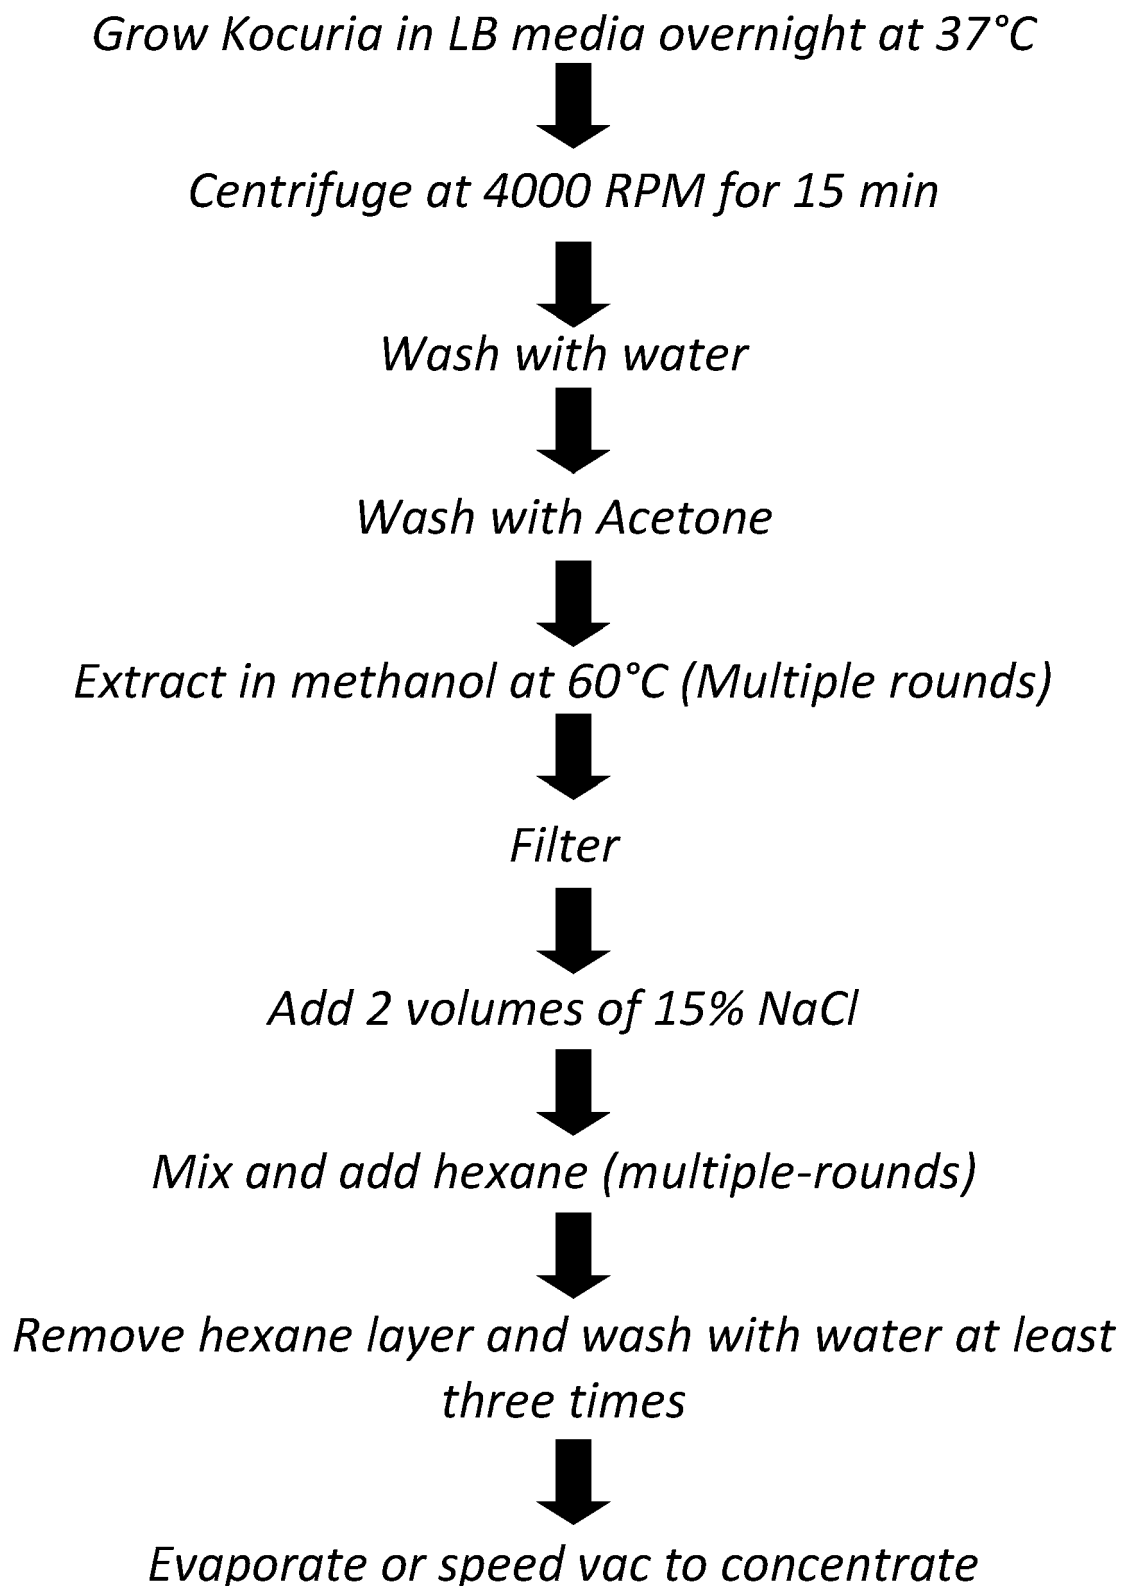 Grow Kocuria in LB media overnight at 37°C
Centrifuge at 4000 RPM for 15 min
Wash with water
Wash with Acetone
Extract in methanol at 60°C (Multiple rounds)
Filter
Add 2 volumes of 15% NaCl
Mix and add hexane (multiple-rounds)
Remove hexane layer and wash with water at least
three times
Evaporate or speed vac to concentrate